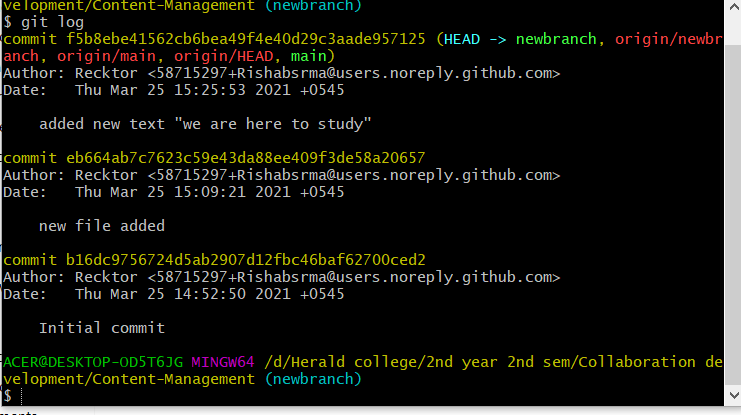 velopment/Content-Management (newbranch)
$ git log
commit f5b8ebe41562cb6bea49f4e40d29c3aade957125 (HEAD -> newbranch, origin/newbr
anch, origin/main, origin/HEAD, main)
Author: Recktor <58715297+Rishabsrma@users.noreply.github.com>
Date:   Thu Mar 25 15:25:53 2021 +0545
added new text "we are here to study"
commit eb664ab7c7623c59e43da88ee409f3de58a20657
Author: Recktor <58715297+Rishabsrma@users.noreply.github.com>
Date:   Thu Mar 25 15:09:21 2021 +0545
new file added
commit b16dc9756724d5ab2907d12fbc46baf62700ced2
Author: Recktor <58715297+Rishabsrma@users.noreply.github.com>
Date:   Thu Mar 25 14:52:50 2021 +0545
Initial commit
ACER@DESKTOP-OD5T6JG MINGW64 /d/Herald college/2nd year 2nd sem/Collaboration de
velopment/Content-Management (newbranch)
$